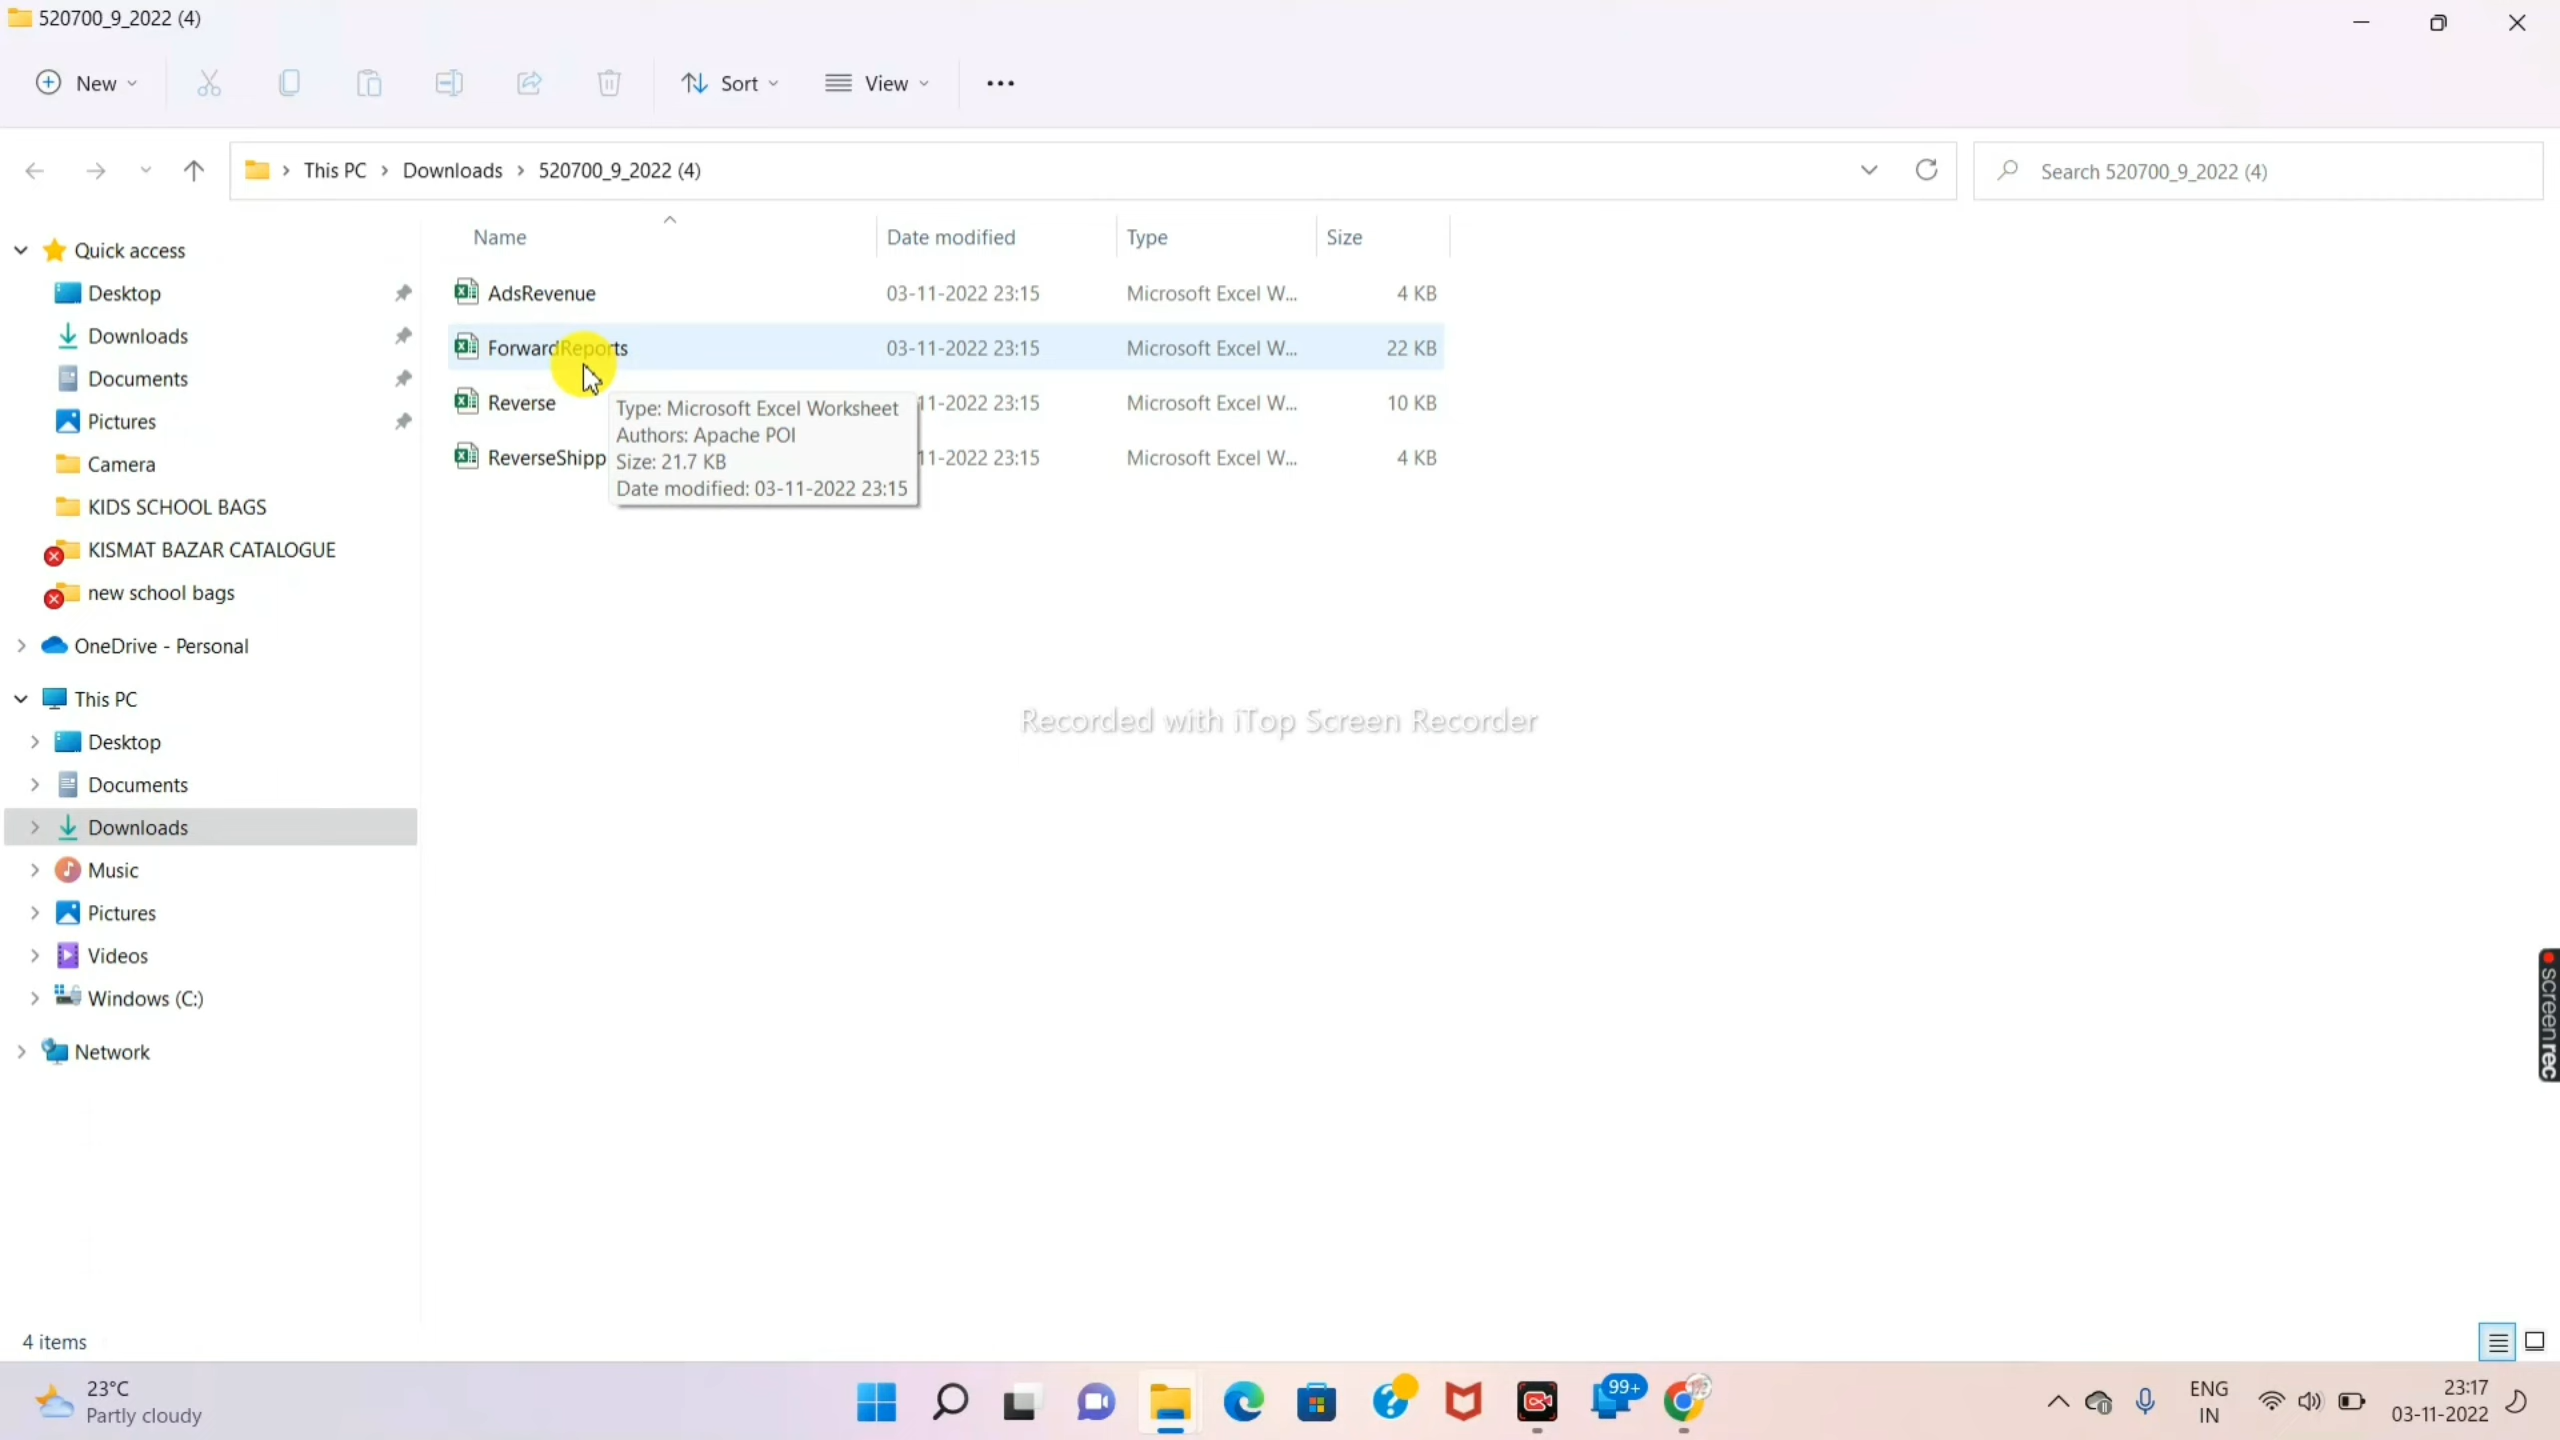 520700_9_2022 (4)
New
Sort
View
This PC > Downloads > 520700_9_2022 (4)
Search 520700_9_2022 (4)
Name Date modified Type Size
Quick access
Desktop
Downloads
Documents
Pictures
Camera
KIDS SCHOOL BAGS
KISMAT BAZAR CATALOGUE
new school bags
OneDrive - Personal
This PC
Desktop
Documents
Downloads
Music
Pictures
Videos
Windows (C:)
Network
AdsRevenue 03-11-2022 23:15 Microsoft Excel W... 4 KB
ForwardReports 03-11-2022 23:15 Microsoft Excel W... 22 KB
Reverse 11-2022 23:15 Microsoft Excel W... 10 KB
ReverseShipp 11-2022 23:15 Microsoft Excel W... 4 KB
Type: Microsoft Excel Worksheet
Authors: Apache POI
Size: 21.7 KB
Date modified: 03-11-2022 23:15
Recorded with iTop Screen Recorder
screenrec
4 items
23°C
Partly cloudy
99+
ENG
IN
23:17
03-11-2022